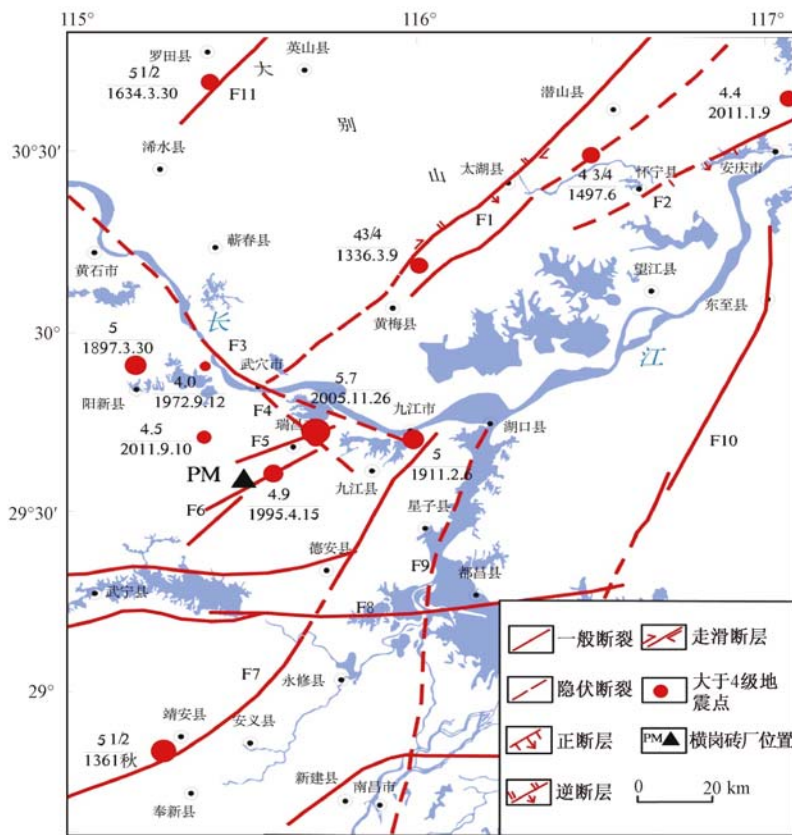 115°
116°
117°
罗田县
英山县
大
5 1/2
1634.3.30
F11
潜山县
4.4
2011.1.9
别
30°30′
浠水县
山
太湖县
怀宁县
安庆市
4 3/4
1497.6
F2
F1
蕲春县
43/4
1336.3.9
黄石市
望江县
东至县
30°
长
黄梅县
江
5
1897.3.30
F3
武穴市
4.0
1972.9.12
5.7
2005.11.26
阳新县
F4
九江市
湖口县
瑞昌
4.5
2011.9.10
F5
5
1911.2.6
F10
PM
九江县
4.9
1995.4.15
F6
星子县
29°30′
德安县
F9
都昌县
武宁县
F8
F7
永修县
29°
靖安县
安义县
5 1/2
1361秋
新建县
南昌市
奉新县
一般断裂
走滑断层
隐伏断裂
大于4级地
震点
正断层
PM
横岗砖厂位置
逆断层
0 20 km